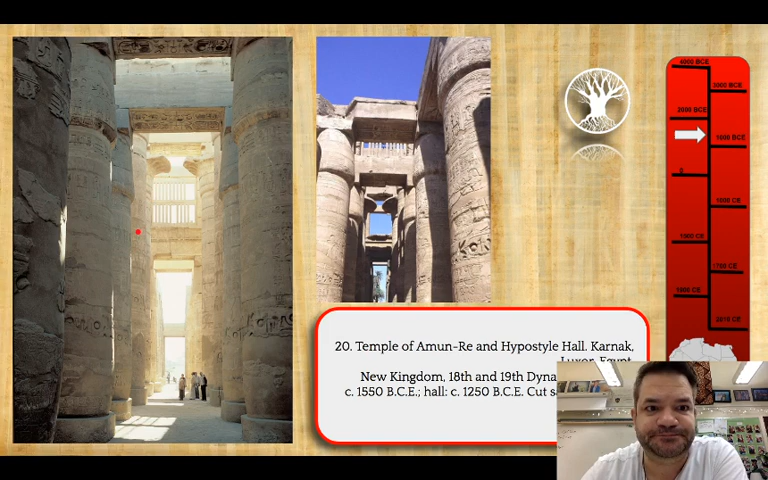 20. Temple of Amun-Re and Hypostyle Hall. Karnak,
Luxor, Egypt.
New Kingdom, 18th and 19th Dyna
c. 1550 B.C.E.; hall: c. 1250 B.C.E. Cut s
4000 BCE
3000 BCE
2000 BCE
1000 BCE
0
1000 CE
1500 CE
1700 CE
1800 CE
2010 CE